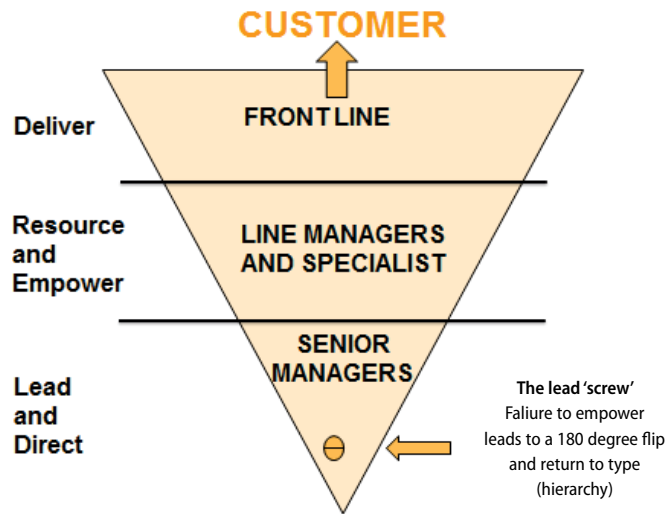 CUSTOMER
Deliver
FRONT LINE
Resource
and
Empower
LINE MANAGERS
AND SPECIALIST
SENIOR
MANAGERS
Lead
and
Direct
The lead ‘screw’
Faliure to empower
leads to a 180 degree flip
and return to type
(hierarchy)